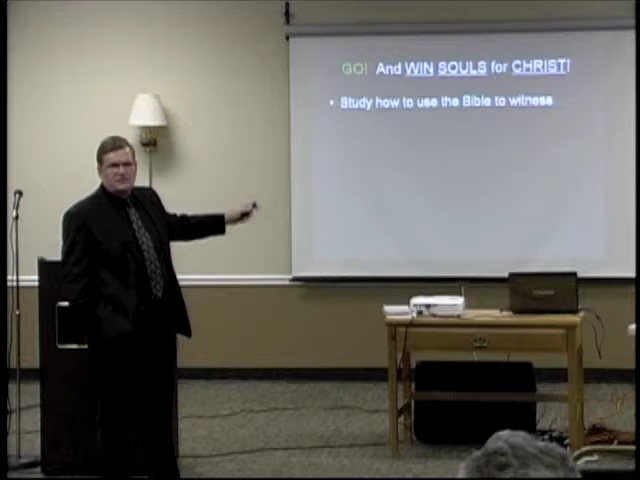 GO! And WIN SOULS for CHRIST!
• Study how to use the Bible to witness